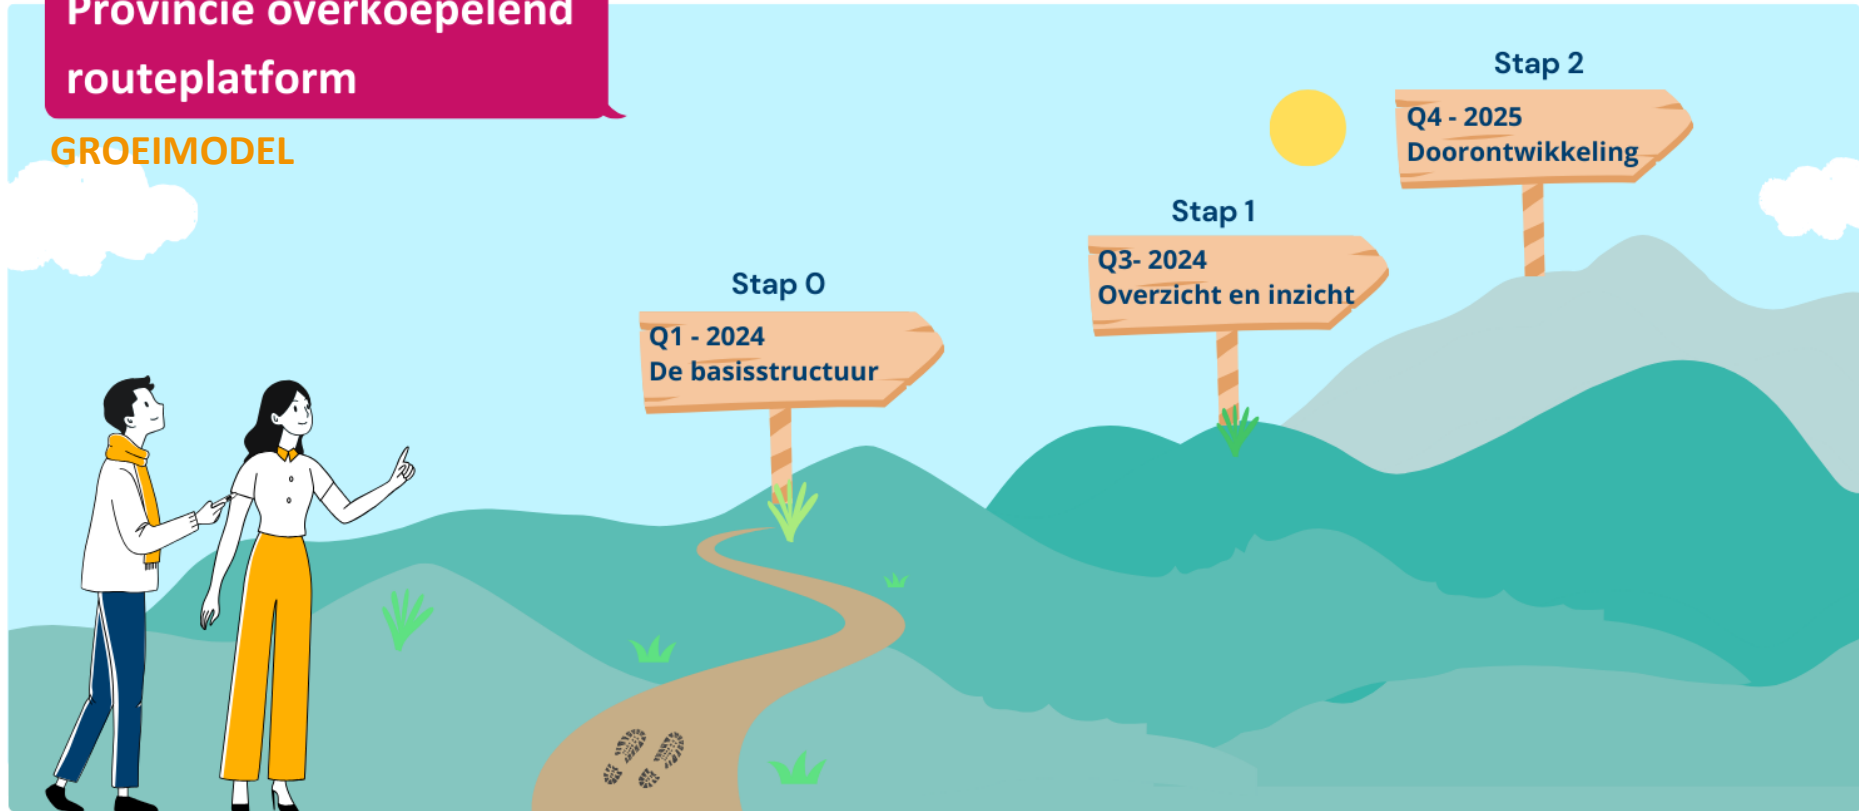 Provincie overkoepelend
routeplatform
GROEIMODEL
Stap 0
Q1 - 2024
De basisstructuur
Stap 1
Q3- 2024
Overzicht en inzicht
Stap 2
Q4 - 2025
Doorontwikkeling